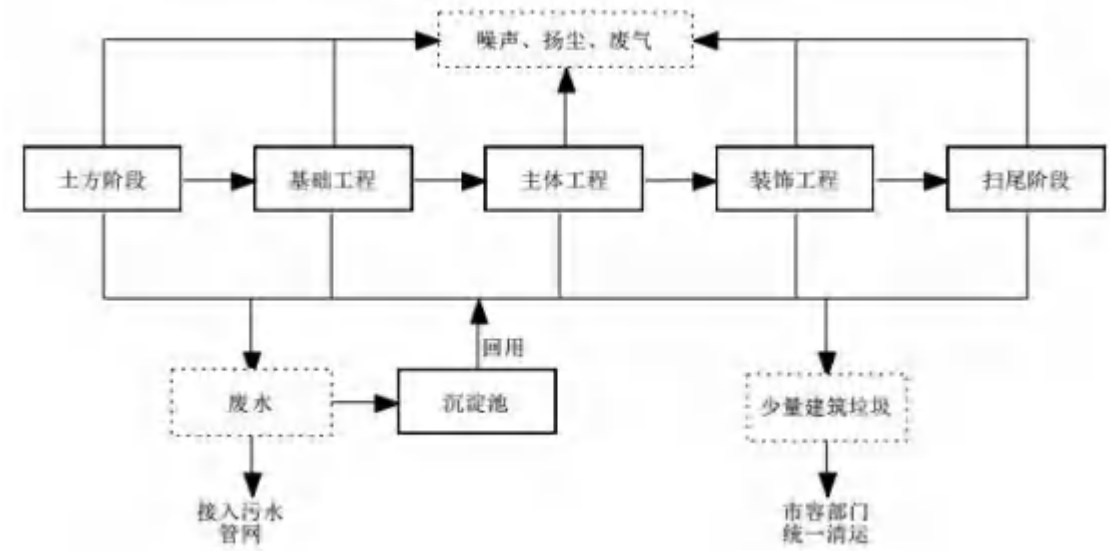 噪声、扬尘、废气
土方阶段
基础工程
主体工程
装饰工程
扫尾阶段
回用
废水
沉淀池
少量建筑垃圾
接入污水
管网
市容部门
统一清运